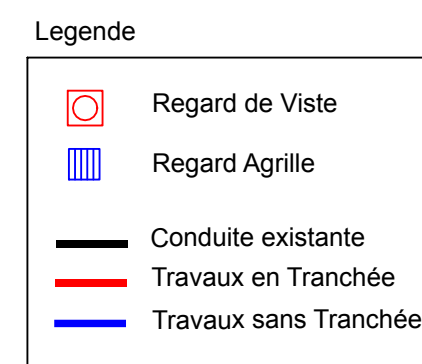 Legende
Regard de Viste
Regard Agrille
Conduite existante
Travaux en Tranchée
Travaux sans Tranchée